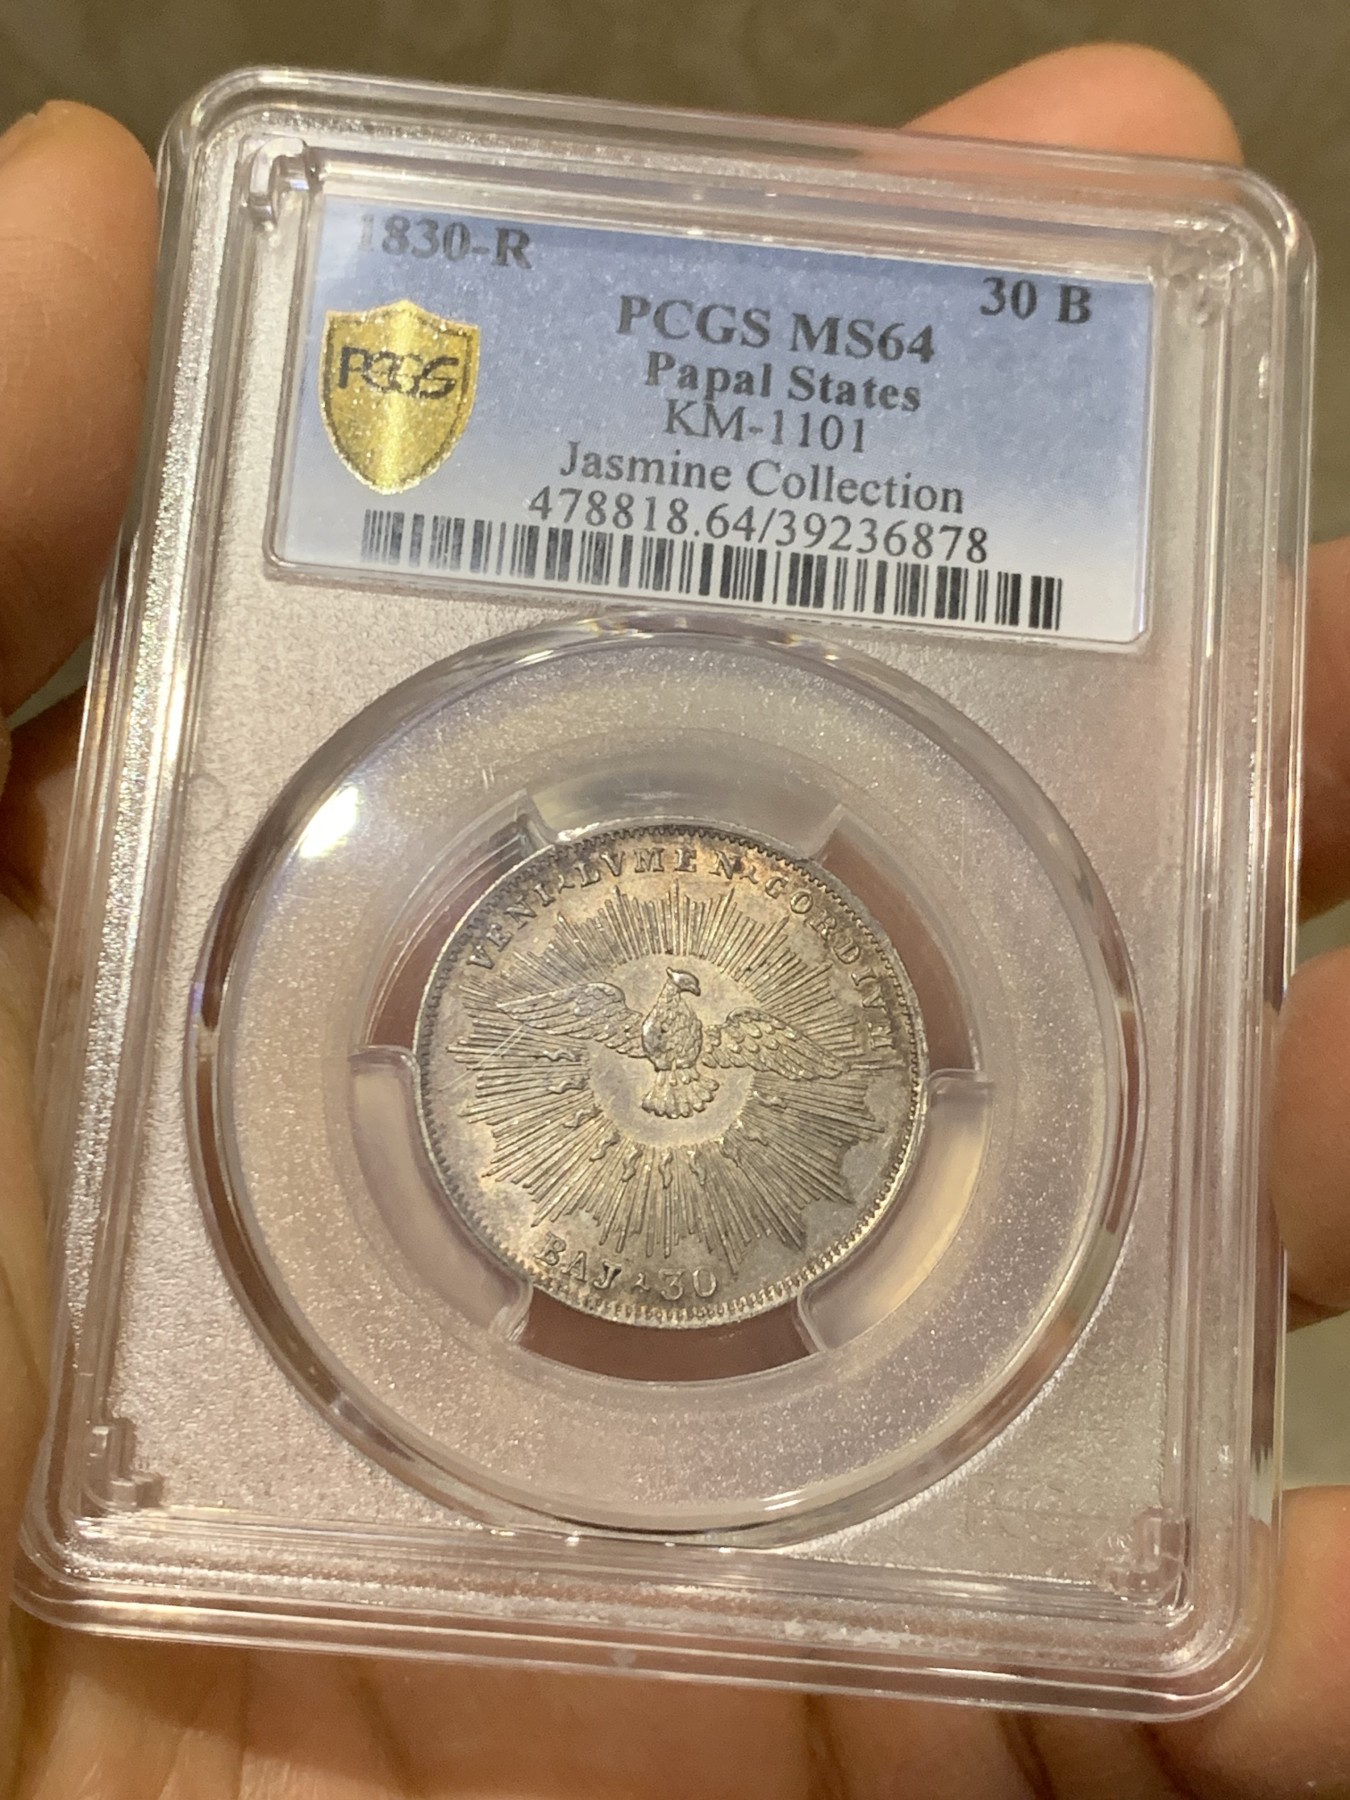 1830-R
30 B
PCGS MS64
PCGS
Papal States
KM-1101
Jasmine Collection
478818.64/39236878
VENI LVMEN CORDIVM
BAJ 30